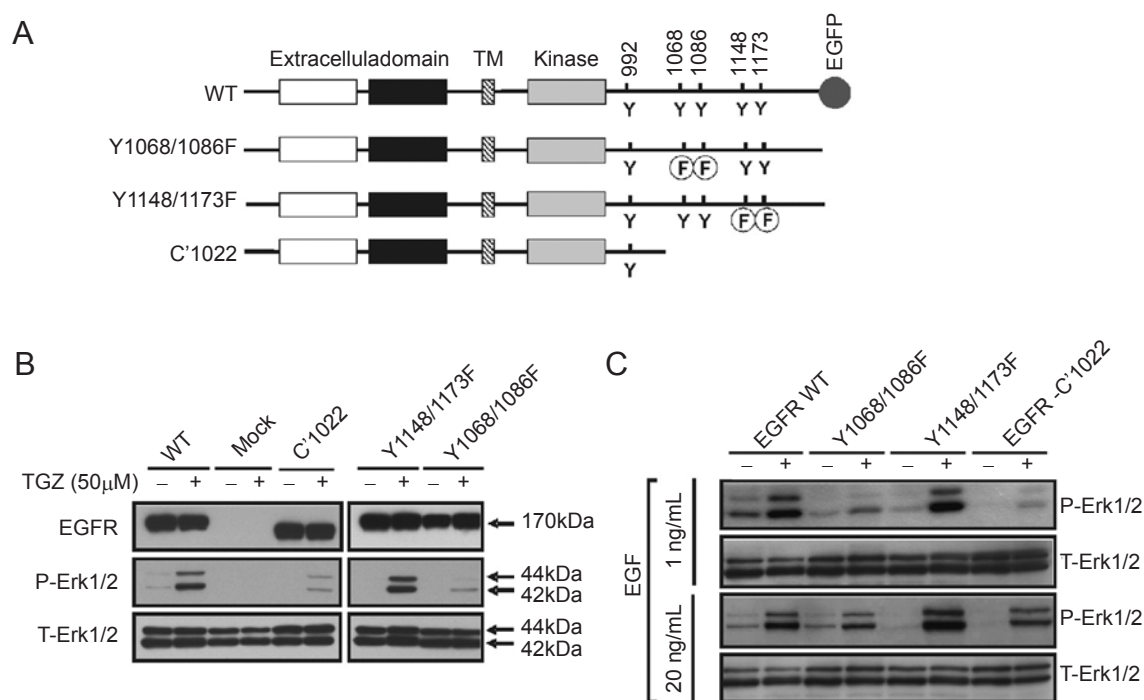 A
Extracelluladomain TM Kinase 992 1068 1086 1148 1173 EGFP
WT
Y Y Y Y Y
Y1068/1086F
Y F F Y Y
Y1148/1173F
Y Y Y F F
C'1022
Y
B
WT Mock C'1022 Y1148/1173F Y1068/1086F
TGZ (50μM) – + – + – + – + – +
EGFR 170kDa
P-Erk1/2 44kDa
42kDa
T-Erk1/2 44kDa
42kDa
C
EGFR WT Y1068/1086F Y1148/1173F EGFR -C'1022
– + – + – + – +
EGF
1 ng/mL
P-Erk1/2
T-Erk1/2
20 ng/mL
P-Erk1/2
T-Erk1/2